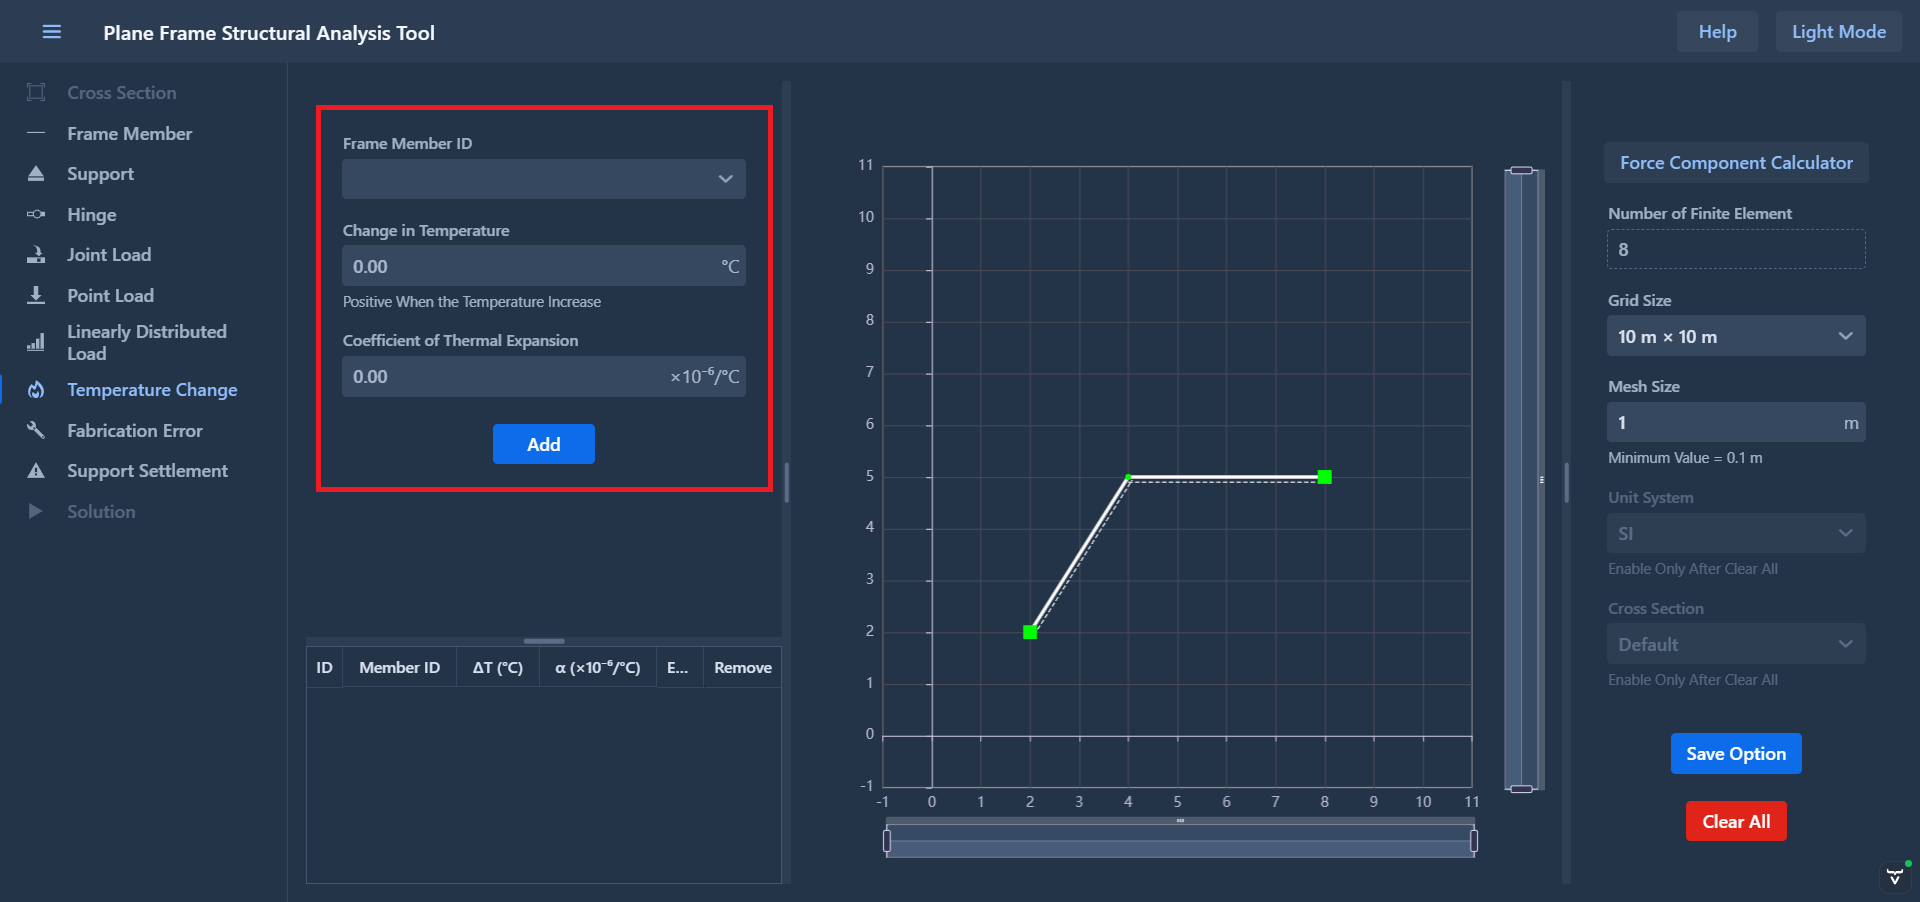 Plane Frame Structural Analysis Tool
Help
Light Mode
Cross Section
Frame Member
Support
Hinge
Joint Load
Point Load
Linearly Distributed
Load
Temperature Change
Fabrication Error
Support Settlement
Solution
Frame Member ID
Change in Temperature
0.00 °C
Positive When the Temperature Increase
Coefficient of Thermal Expansion
0.00 ×10⁻⁶/°C
Add
ID Member ID ΔT (°C) α (×10⁻⁶/°C) E... Remove
11
10
9
8
7
6
5
4
3
2
1
0
-1
-1 0 1 2 3 4 5 6 7 8 9 10 11
Force Component Calculator
Number of Finite Element
8
Grid Size
10 m × 10 m
Mesh Size
1 m
Minimum Value = 0.1 m
Unit System
SI
Enable Only After Clear All
Cross Section
Default
Enable Only After Clear All
Save Option
Clear All